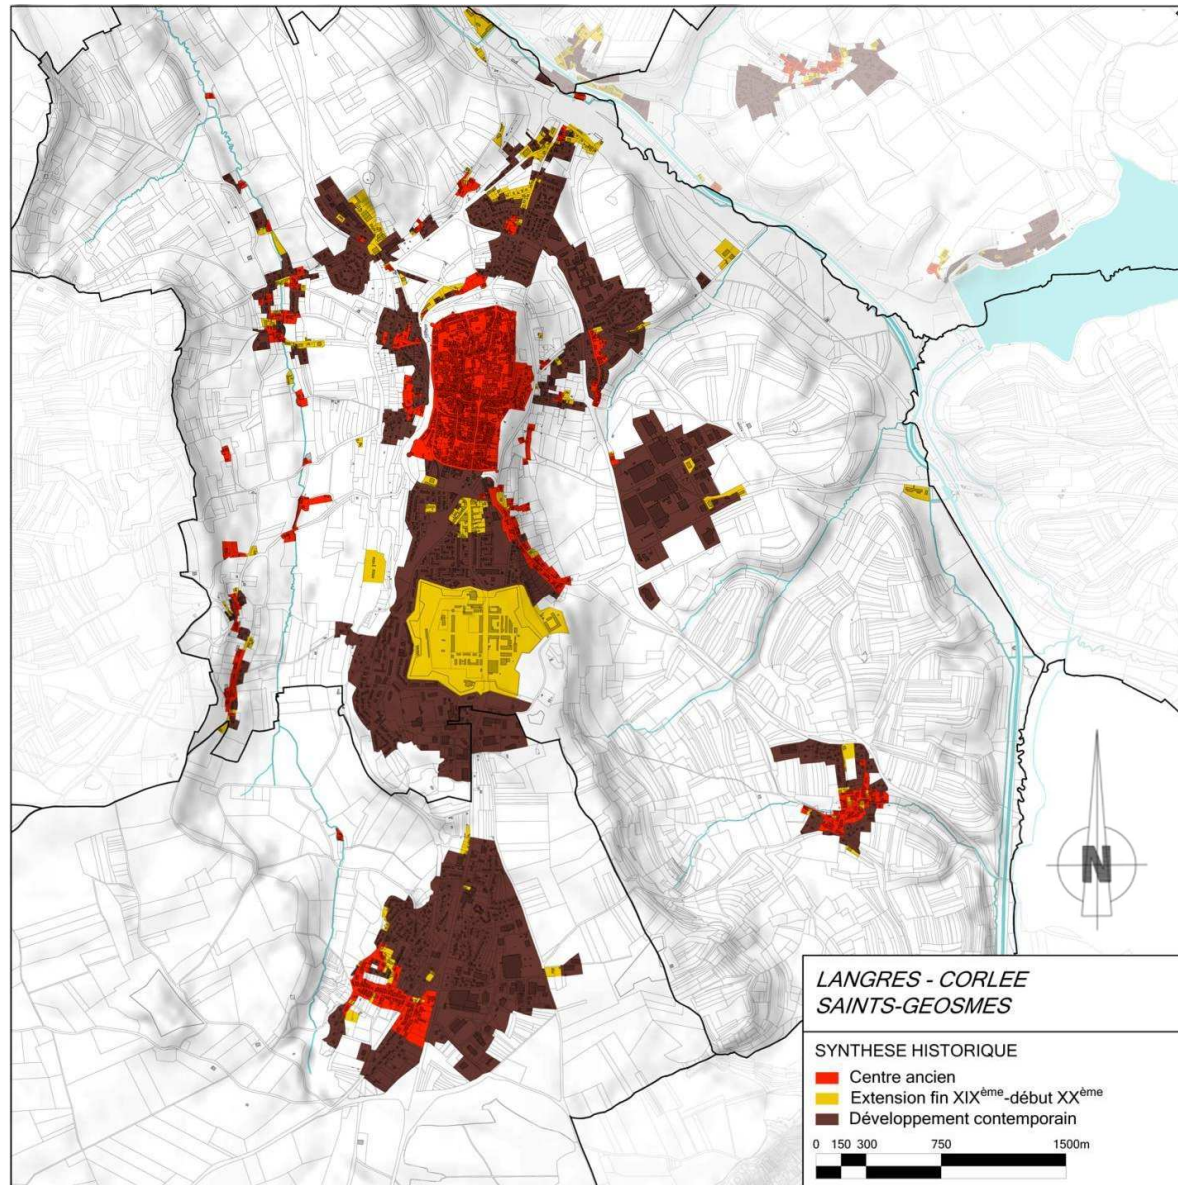 N
LANGRES - CORLEE
SAINTS-GEOSMES
SYNTHESE HISTORIQUE
Centre ancien
Extension fin XIXème-début XXème
Développement contemporain
0 150 300 750 1500m